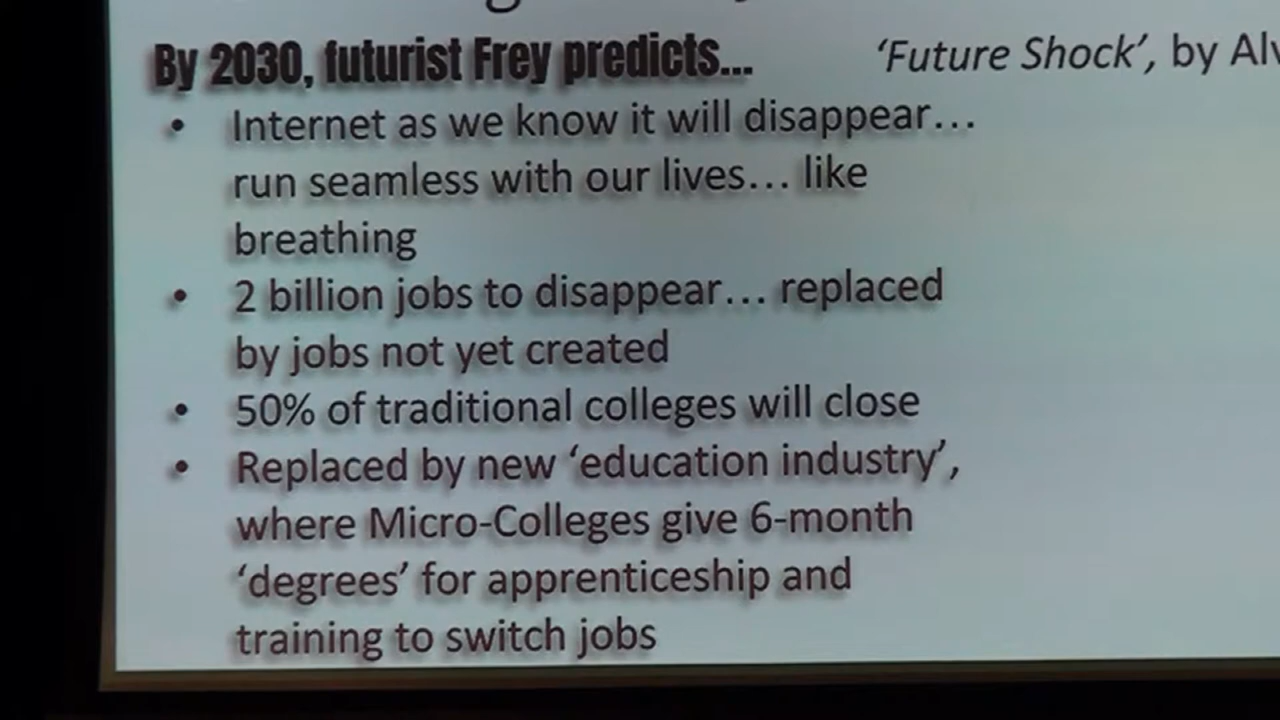 By 2030, futurist Frey predicts...
'Future Shock', by
• Internet as we know it will disappear...
run seamless with our lives... like
breathing
• 2 billion jobs to disappear... replaced
by jobs not yet created
• 50% of traditional colleges will close
• Replaced by new 'education industry',
where Micro-Colleges give 6-month
'degrees' for apprenticeship and
training to switch jobs